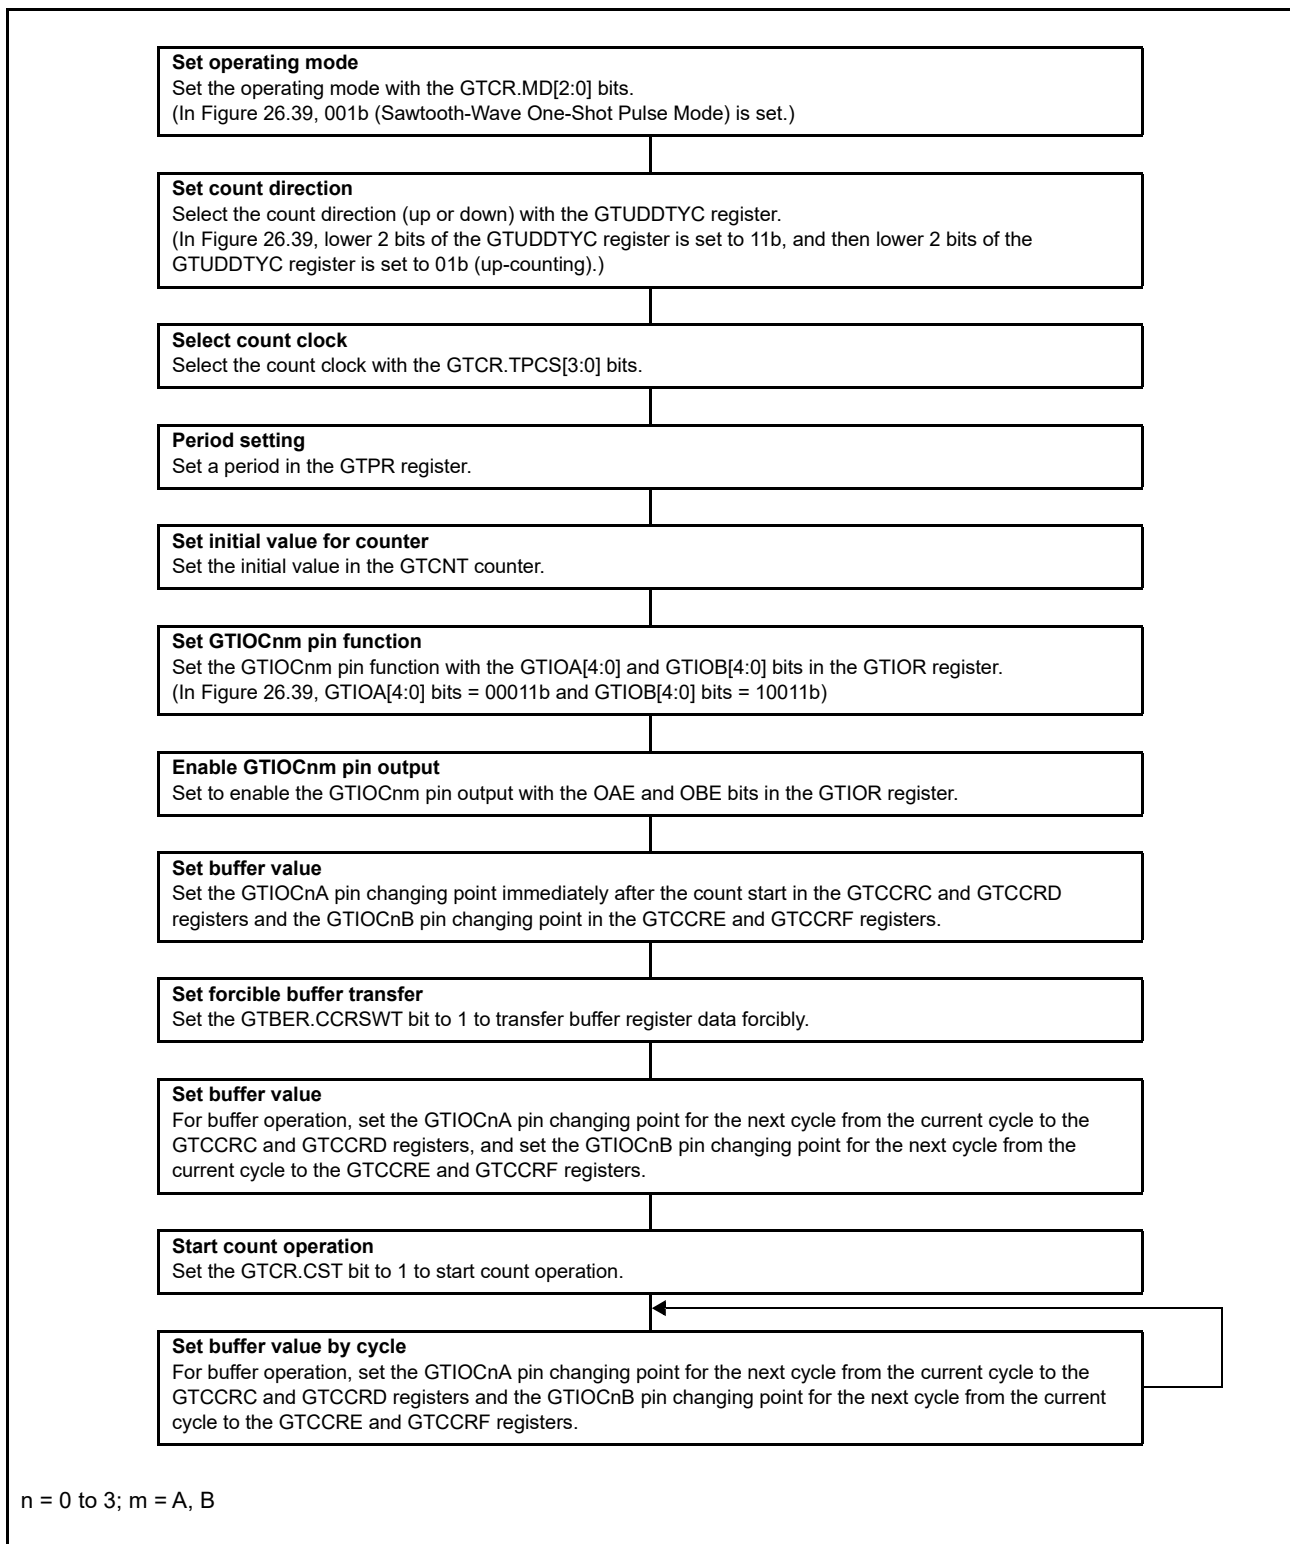 Set operating mode
Set the operating mode with the GTCR.MD[2:0] bits.
(In Figure 26.39, 001b (Sawtooth-Wave One-Shot Pulse Mode) is set.)
Set count direction
Select the count direction (up or down) with the GTUDDTYC register.
(In Figure 26.39, lower 2 bits of the GTUDDTYC register is set to 11b, and then lower 2 bits of the
GTUDDTYC register is set to 01b (up-counting).)
Select count clock
Select the count clock with the GTCR.TPCS[3:0] bits.
Period setting
Set a period in the GTPR register.
Set initial value for counter
Set the initial value in the GTCNT counter.
Set GTIOCnm pin function
Set the GTIOCnm pin function with the GTIOA[4:0] and GTIOB[4:0] bits in the GTIOR register.
(In Figure 26.39, GTIOA[4:0] bits = 00011b and GTIOB[4:0] bits = 10011b)
Enable GTIOCnm pin output
Set to enable the GTIOCnm pin output with the OAE and OBE bits in the GTIOR register.
Set buffer value
Set the GTIOCnA pin changing point immediately after the count start in the GTCCRC and GTCCRD
registers and the GTIOCnB pin changing point in the GTCCRE and GTCCRF registers.
Set forcible buffer transfer
Set the GTBER.CCRSWT bit to 1 to transfer buffer register data forcibly.
Set buffer value
For buffer operation, set the GTIOCnA pin changing point for the next cycle from the current cycle to the
GTCCRC and GTCCRD registers, and set the GTIOCnB pin changing point for the next cycle from the
current cycle to the GTCCRE and GTCCRF registers.
Start count operation
Set the GTCR.CST bit to 1 to start count operation.
Set buffer value by cycle
For buffer operation, set the GTIOCnA pin changing point for the next cycle from the current cycle to the
GTCCRC and GTCCRD registers and the GTIOCnB pin changing point for the next cycle from the current
cycle to the GTCCRE and GTCCRF registers.
n = 0 to 3; m = A, B